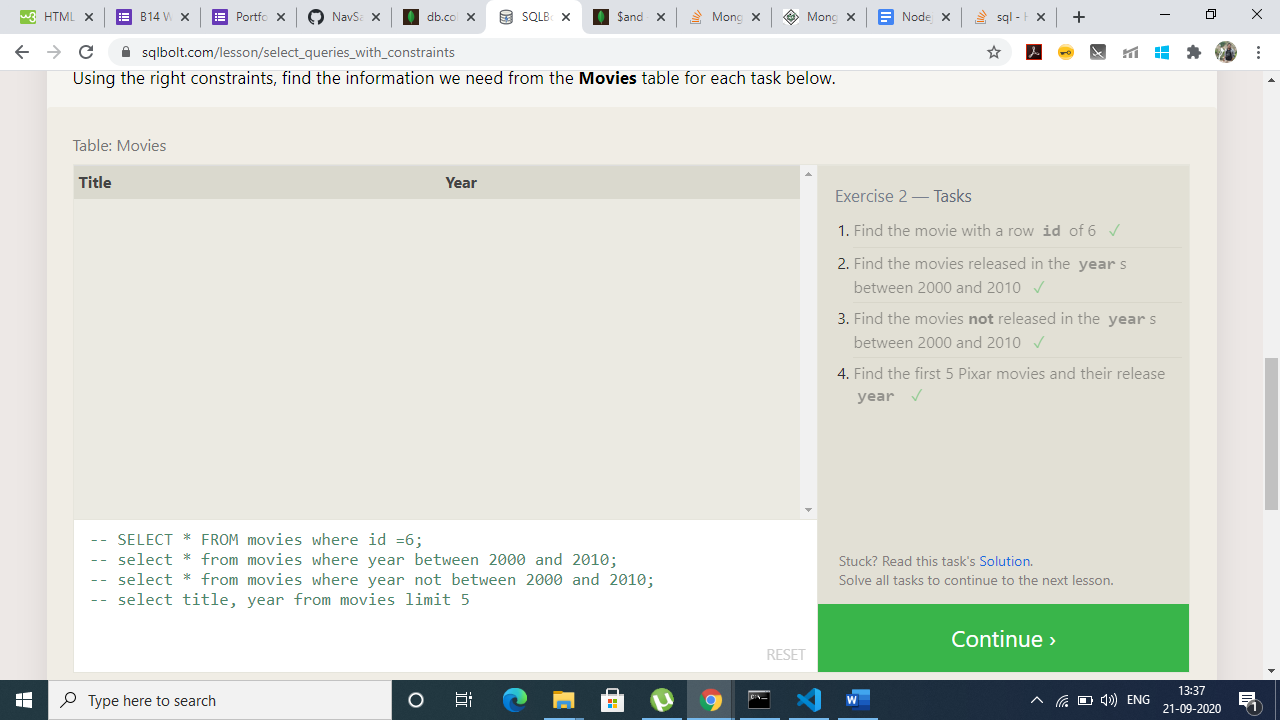 HTML
B14 W
Portfo
NavSa
db.co
SQLB
$and
Mong
Mong
Node
sql - H
sqlbolt.com/lesson/select_queries_with_constraints
Using the right constraints, find the information we need from the Movies table for each task below.
Table: Movies
Title Year
Exercise 2 — Tasks
1. Find the movie with a row id of 6 ✓
2. Find the movies released in the year s
between 2000 and 2010 ✓
3. Find the movies not released in the year s
between 2000 and 2010 ✓
4. Find the first 5 Pixar movies and their release
year ✓
-- SELECT * FROM movies where id =6;
-- select * from movies where year between 2000 and 2010;
-- select * from movies where year not between 2000 and 2010;
-- select title, year from movies limit 5
RESET
Stuck? Read this task's Solution.
Solve all tasks to continue to the next lesson.
Continue ›
Type here to search
ENG
13:37
21-09-2020
1